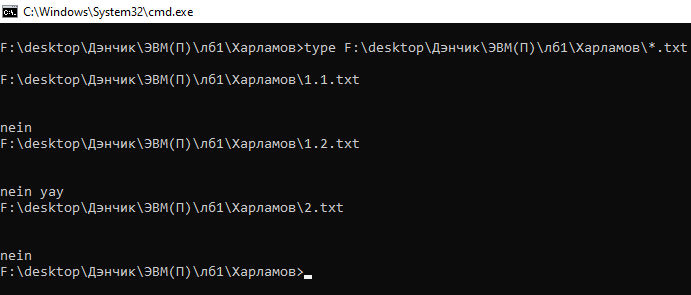 C:\Windows\System32\cmd.exe
F:\desktop\Дэнчик\ЭВМ(П)\лб1\Харламов>type F:\desktop\Дэнчик\ЭВМ(П)\лб1\Харламов\*.txt
F:\desktop\Дэнчик\ЭВМ(П)\лб1\Харламов\1.1.txt
nein
F:\desktop\Дэнчик\ЭВМ(П)\лб1\Харламов\1.2.txt
nein yay
F:\desktop\Дэнчик\ЭВМ(П)\лб1\Харламов\2.txt
nein
F:\desktop\Дэнчик\ЭВМ(П)\лб1\Харламов>